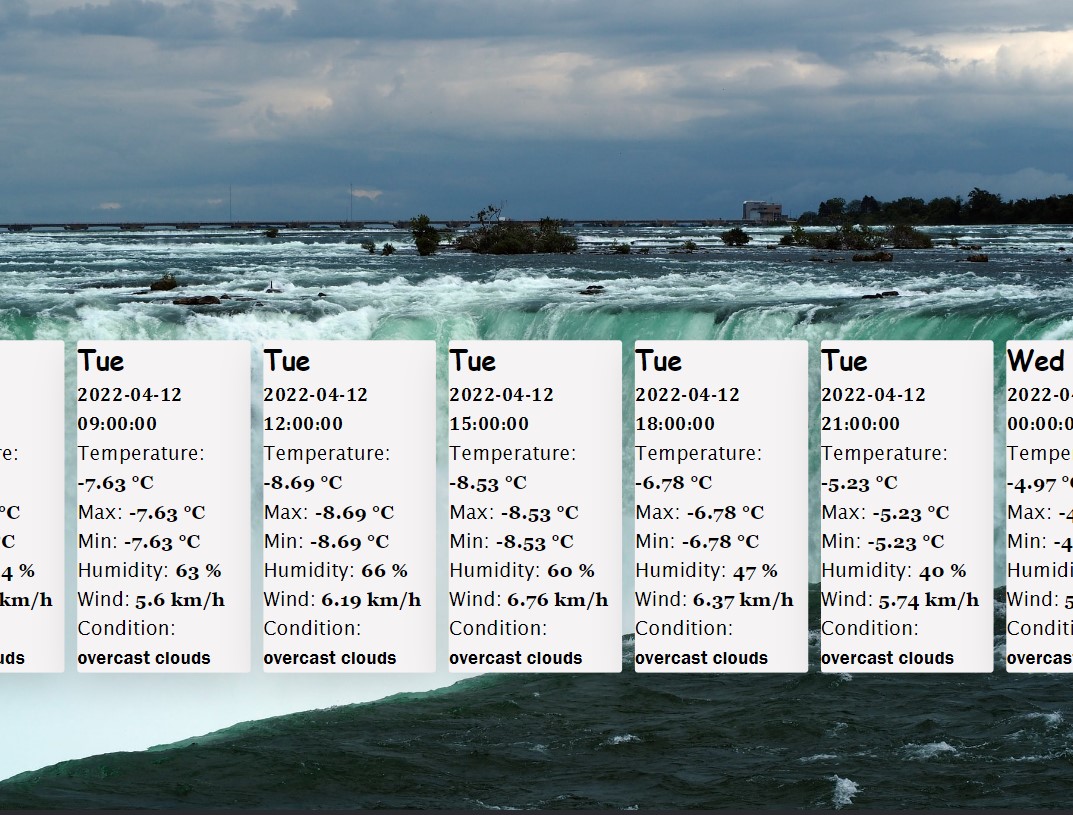 re:
°C
°C
4 %
km/h
uds
Tue
2022-04-12
09:00:00
Temperature:
-7.63 °C
Max: -7.63 °C
Min: -7.63 °C
Humidity: 63 %
Wind: 5.6 km/h
Condition:
overcast clouds
Tue
2022-04-12
12:00:00
Temperature:
-8.69 °C
Max: -8.69 °C
Min: -8.69 °C
Humidity: 66 %
Wind: 6.19 km/h
Condition:
overcast clouds
Tue
2022-04-12
15:00:00
Temperature:
-8.53 °C
Max: -8.53 °C
Min: -8.53 °C
Humidity: 60 %
Wind: 6.76 km/h
Condition:
overcast clouds
Tue
2022-04-12
18:00:00
Temperature:
-6.78 °C
Max: -6.78 °C
Min: -6.78 °C
Humidity: 47 %
Wind: 6.37 km/h
Condition:
overcast clouds
Tue
2022-04-12
21:00:00
Temperature:
-5.23 °C
Max: -5.23 °C
Min: -5.23 °C
Humidity: 40 %
Wind: 5.74 km/h
Condition:
overcast clouds
Wed
2022-04-
00:00:0
Tempe
-4.97 °C
Max: -4
Min: -4
Humidi
Wind: 5
Conditi
overcas